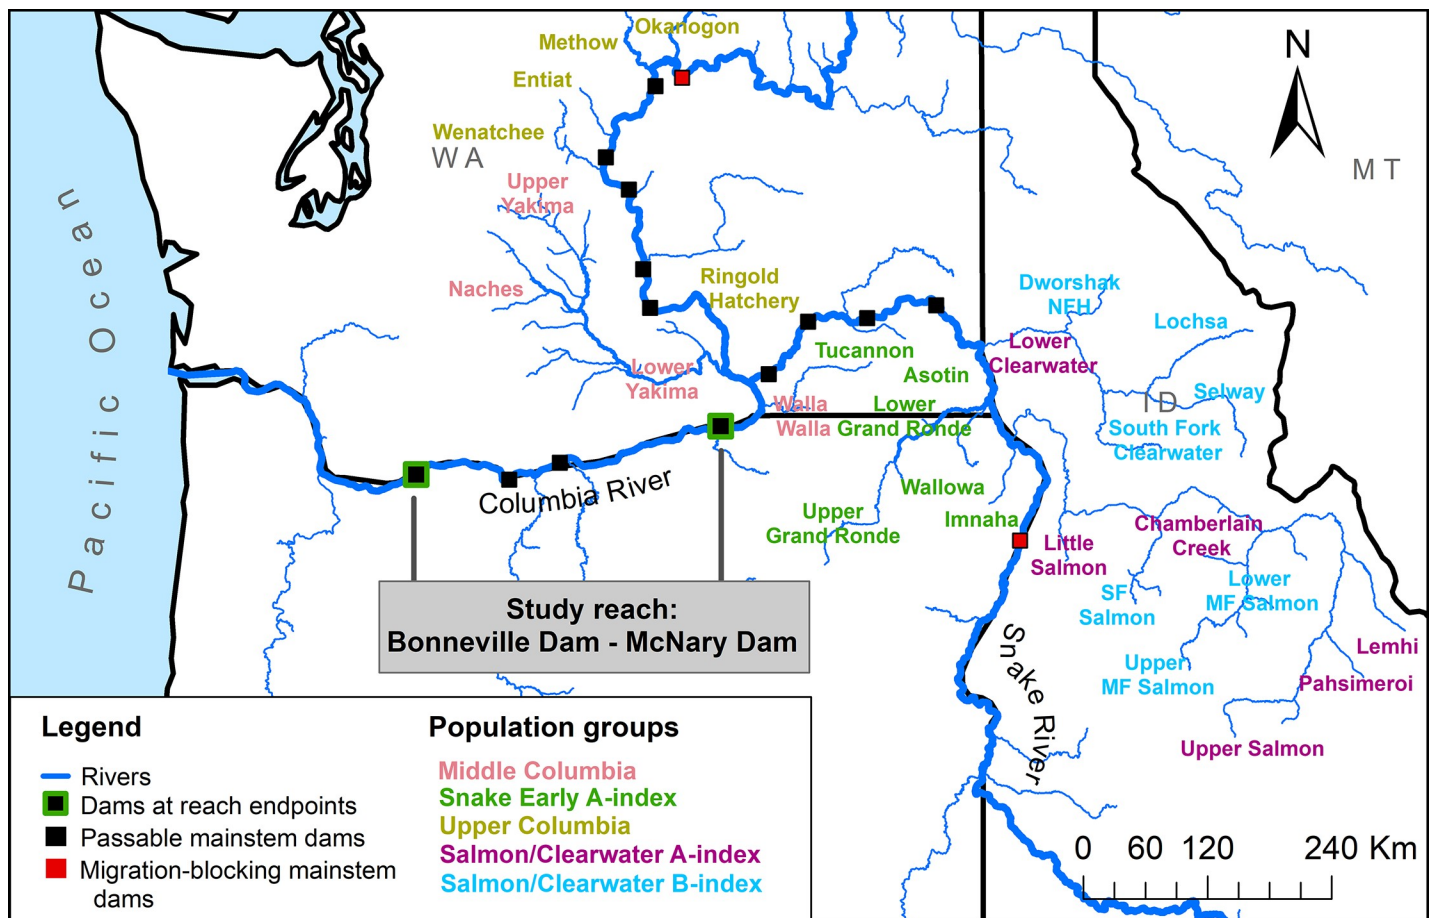 Okanogon
Methow
Entiat
Wenatchee
WA
Upper
Yakima
Naches
Ringold
Hatchery
Lower
Yakima
Walla
Walla
Tucannon
Asotin
Lower
Grand Ronde
Wallowa
Imnaha
Upper
Grand Ronde
Dworshak
NFH
Lower
Clearwater
Lochsa
Selway
ID
South Fork
Clearwater
MT
N
Chamberlain
Creek
Little
Salmon
SF
Salmon
Lower
MF Salmon
Upper
MF Salmon
Lemhi
Pahsimeroi
Upper Salmon
Pacific Ocean
Columbia River
Snake River
Study reach:
Bonneville Dam - McNary Dam
Legend
Rivers
Dams at reach endpoints
Passable mainstem dams
Migration-blocking mainstem
dams
Population groups
Middle Columbia
Snake Early A-index
Upper Columbia
Salmon/Clearwater A-index
Salmon/Clearwater B-index
0 60 120 240 Km